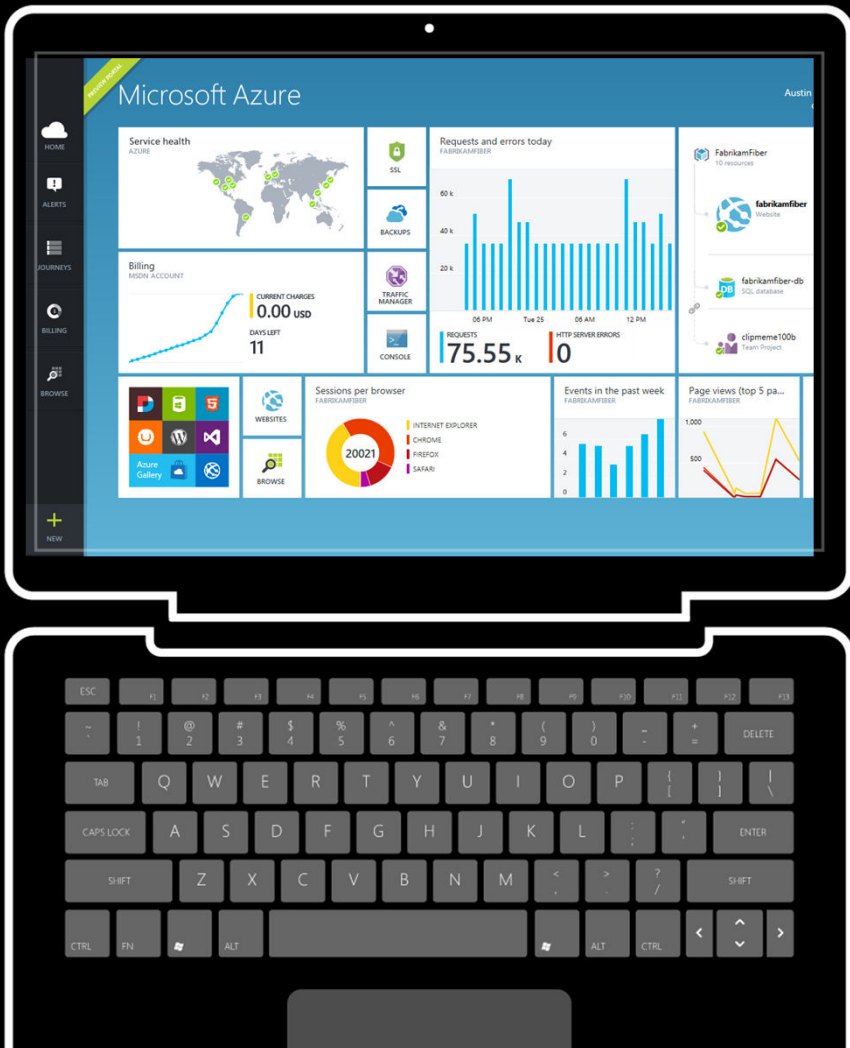 PREVIEW PORTAL
Microsoft Azure
Austin
HOME
ALERTS
JOURNEYS
BILLING
BROWSE
NEW
Service health
AZURE
SSL
BACKUPS
TRAFFIC
MANAGER
CONSOLE
Requests and errors today
FABRIKAMFIBER
60 k
40 k
20 k
06 PM Tue 25 06 AM 12 PM
REQUESTS
75.55 K
HTTP SERVER ERRORS
0
FabrikamFiber
10 resources
fabrikamfiber
Website
DB
fabrikamfiber-db
SQL database
clipmeme100b
Team Project
Billing
MSDN ACCOUNT
CURRENT CHARGES
0.00 USD
DAYS LEFT
11
5
Azure
Gallery
WEBSITES
BROWSE
Sessions per browser
FABRIKAMFIBER
20021
INTERNET EXPLORER
CHROME
FIREFOX
SAFARI
Events in the past week
FABRIKAMFIBER
6
4
2
0
Page views (top 5 pa...
FABRIKAMFIBER
1,000
500
ESC F1 F2 F3 F4 F5 F6 F7 F8 F9 F10 F11 F12 F13
~ ! @ # $ % ^ & * ( ) _ +
` 1 2 3 4 5 6 7 8 9 0 - = DELETE
TAB Q W E R T Y U I O P { } |
[ ] \
CAPS LOCK A S D F G H J K L : " ENTER
; '
SHIFT Z X C V B N M < > ? SHIFT
, . /
CTRL FN ALT ALT CTRL